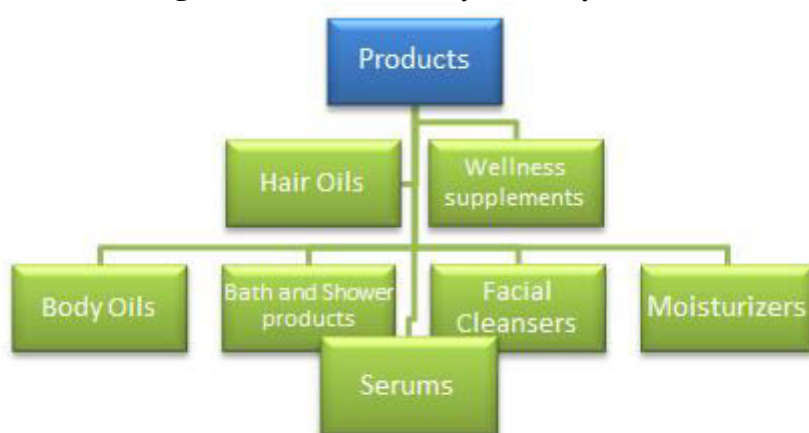 Products
Hair Oils
Wellness
supplements
Body Oils
Bath and Shower
products
Facial
Cleansers
Moisturizers
Serums